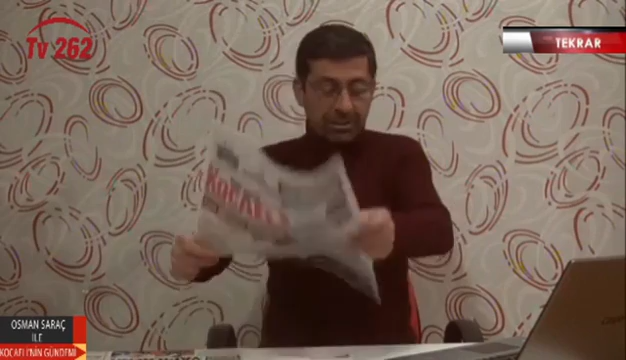 Tv 262
TEKRAR
KOCAELİ
OSMAN SARAÇ
İLE
KOCAELİ'NİN GÜNDEMİ